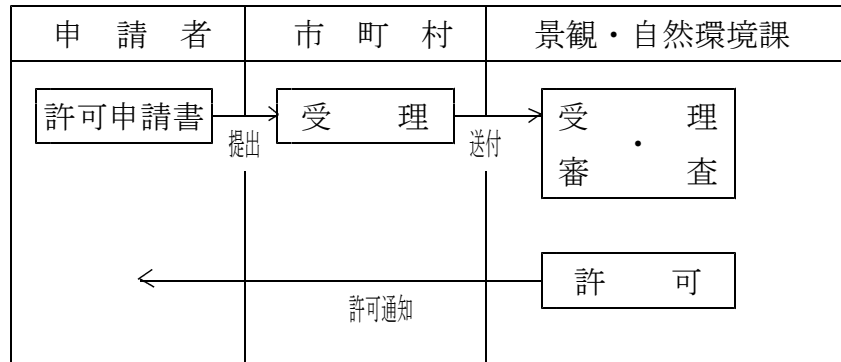 申請者 市町村 景観・自然環境課
許可申請書 受理 受理
提出 送付 ・
審査
許可
許可通知